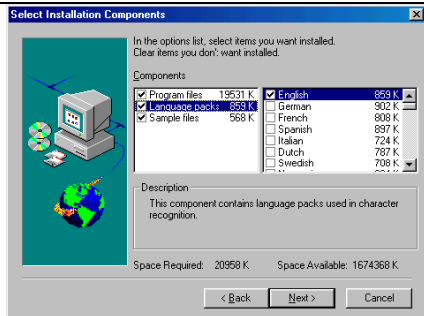 Select Installation Components
In the options list, select items you want installed.
Clear items you don't want installed.
Components
Program files 19531 K
Language packs 859 K
Sample files 568 K
English 859 K
German 902 K
French 808 K
Spanish 897 K
Italian 724 K
Dutch 787 K
Swedish 708 K
Description
This component contains language packs used in character
recognition.
Space Required: 20958 K Space Available: 1674368 K
< Back Next > Cancel